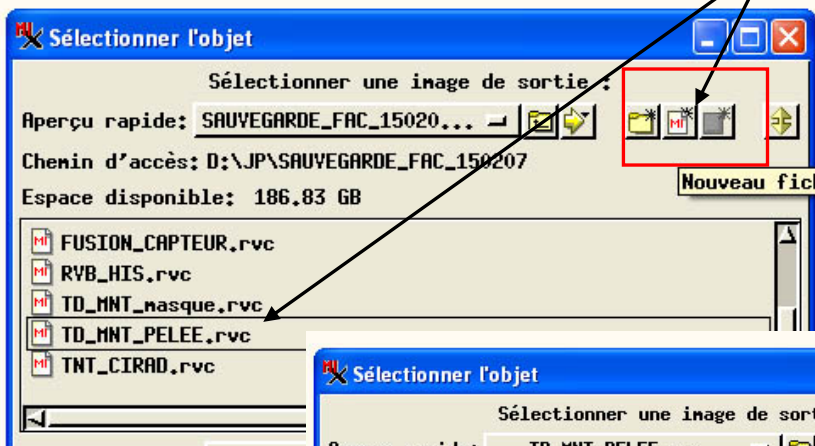 Sélectionner l'objet
Sélectionner une image de sortie :
Aperçu rapide: SAUVEGARDE_FAC_15020...
Chemin d'accès: D:\JP\SAUVEGARDE_FAC_150207
Nouveau fic
Espace disponible: 186.83 GB
FUSION_CAPTEUR.rvc
RVB_HIS.rvc
TD_MNT_masque.rvc
TD_MNT_PELEE.rvc
TNT_CIRAD.rvc
Sélectionner l'objet
Sélectionner une image de sort